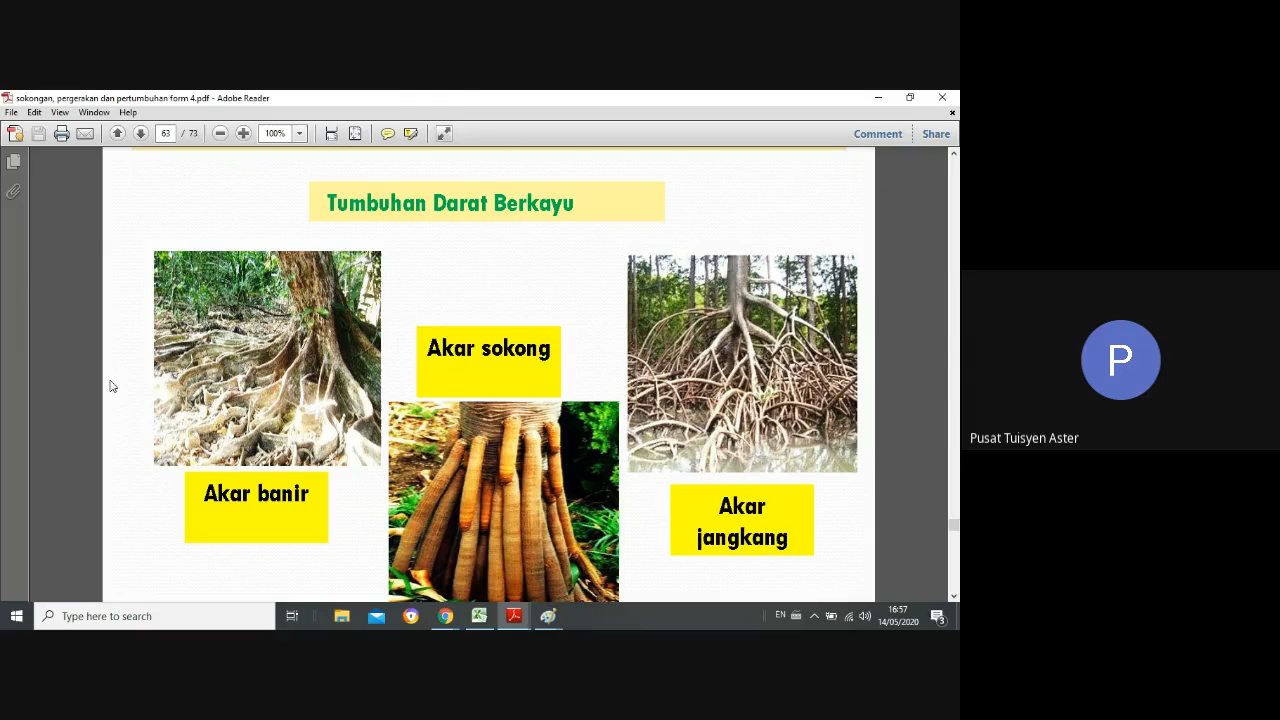 sokongan, pergerakan dan pertumbuhan form 4.pdf - Adobe Reader
File Edit View Window Help
63 / 73 100% Comment Share
Tumbuhan Darat Berkayu
Akar sokong
Akar banir
Akar
jangkang
P
Pusat Tuisyen Aster
Type here to search
EN
16:57
14/05/2020
3